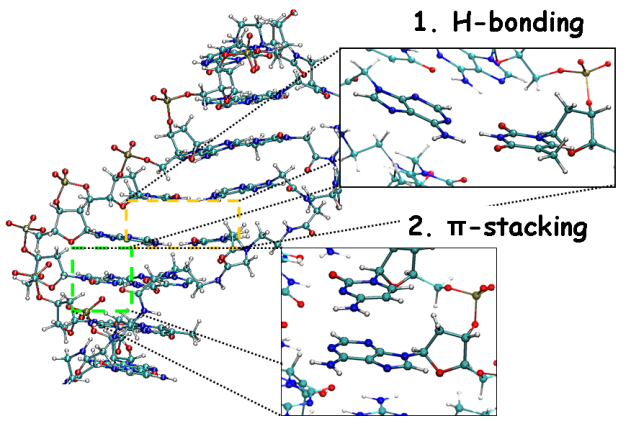 1. H-bonding
2. π-stacking